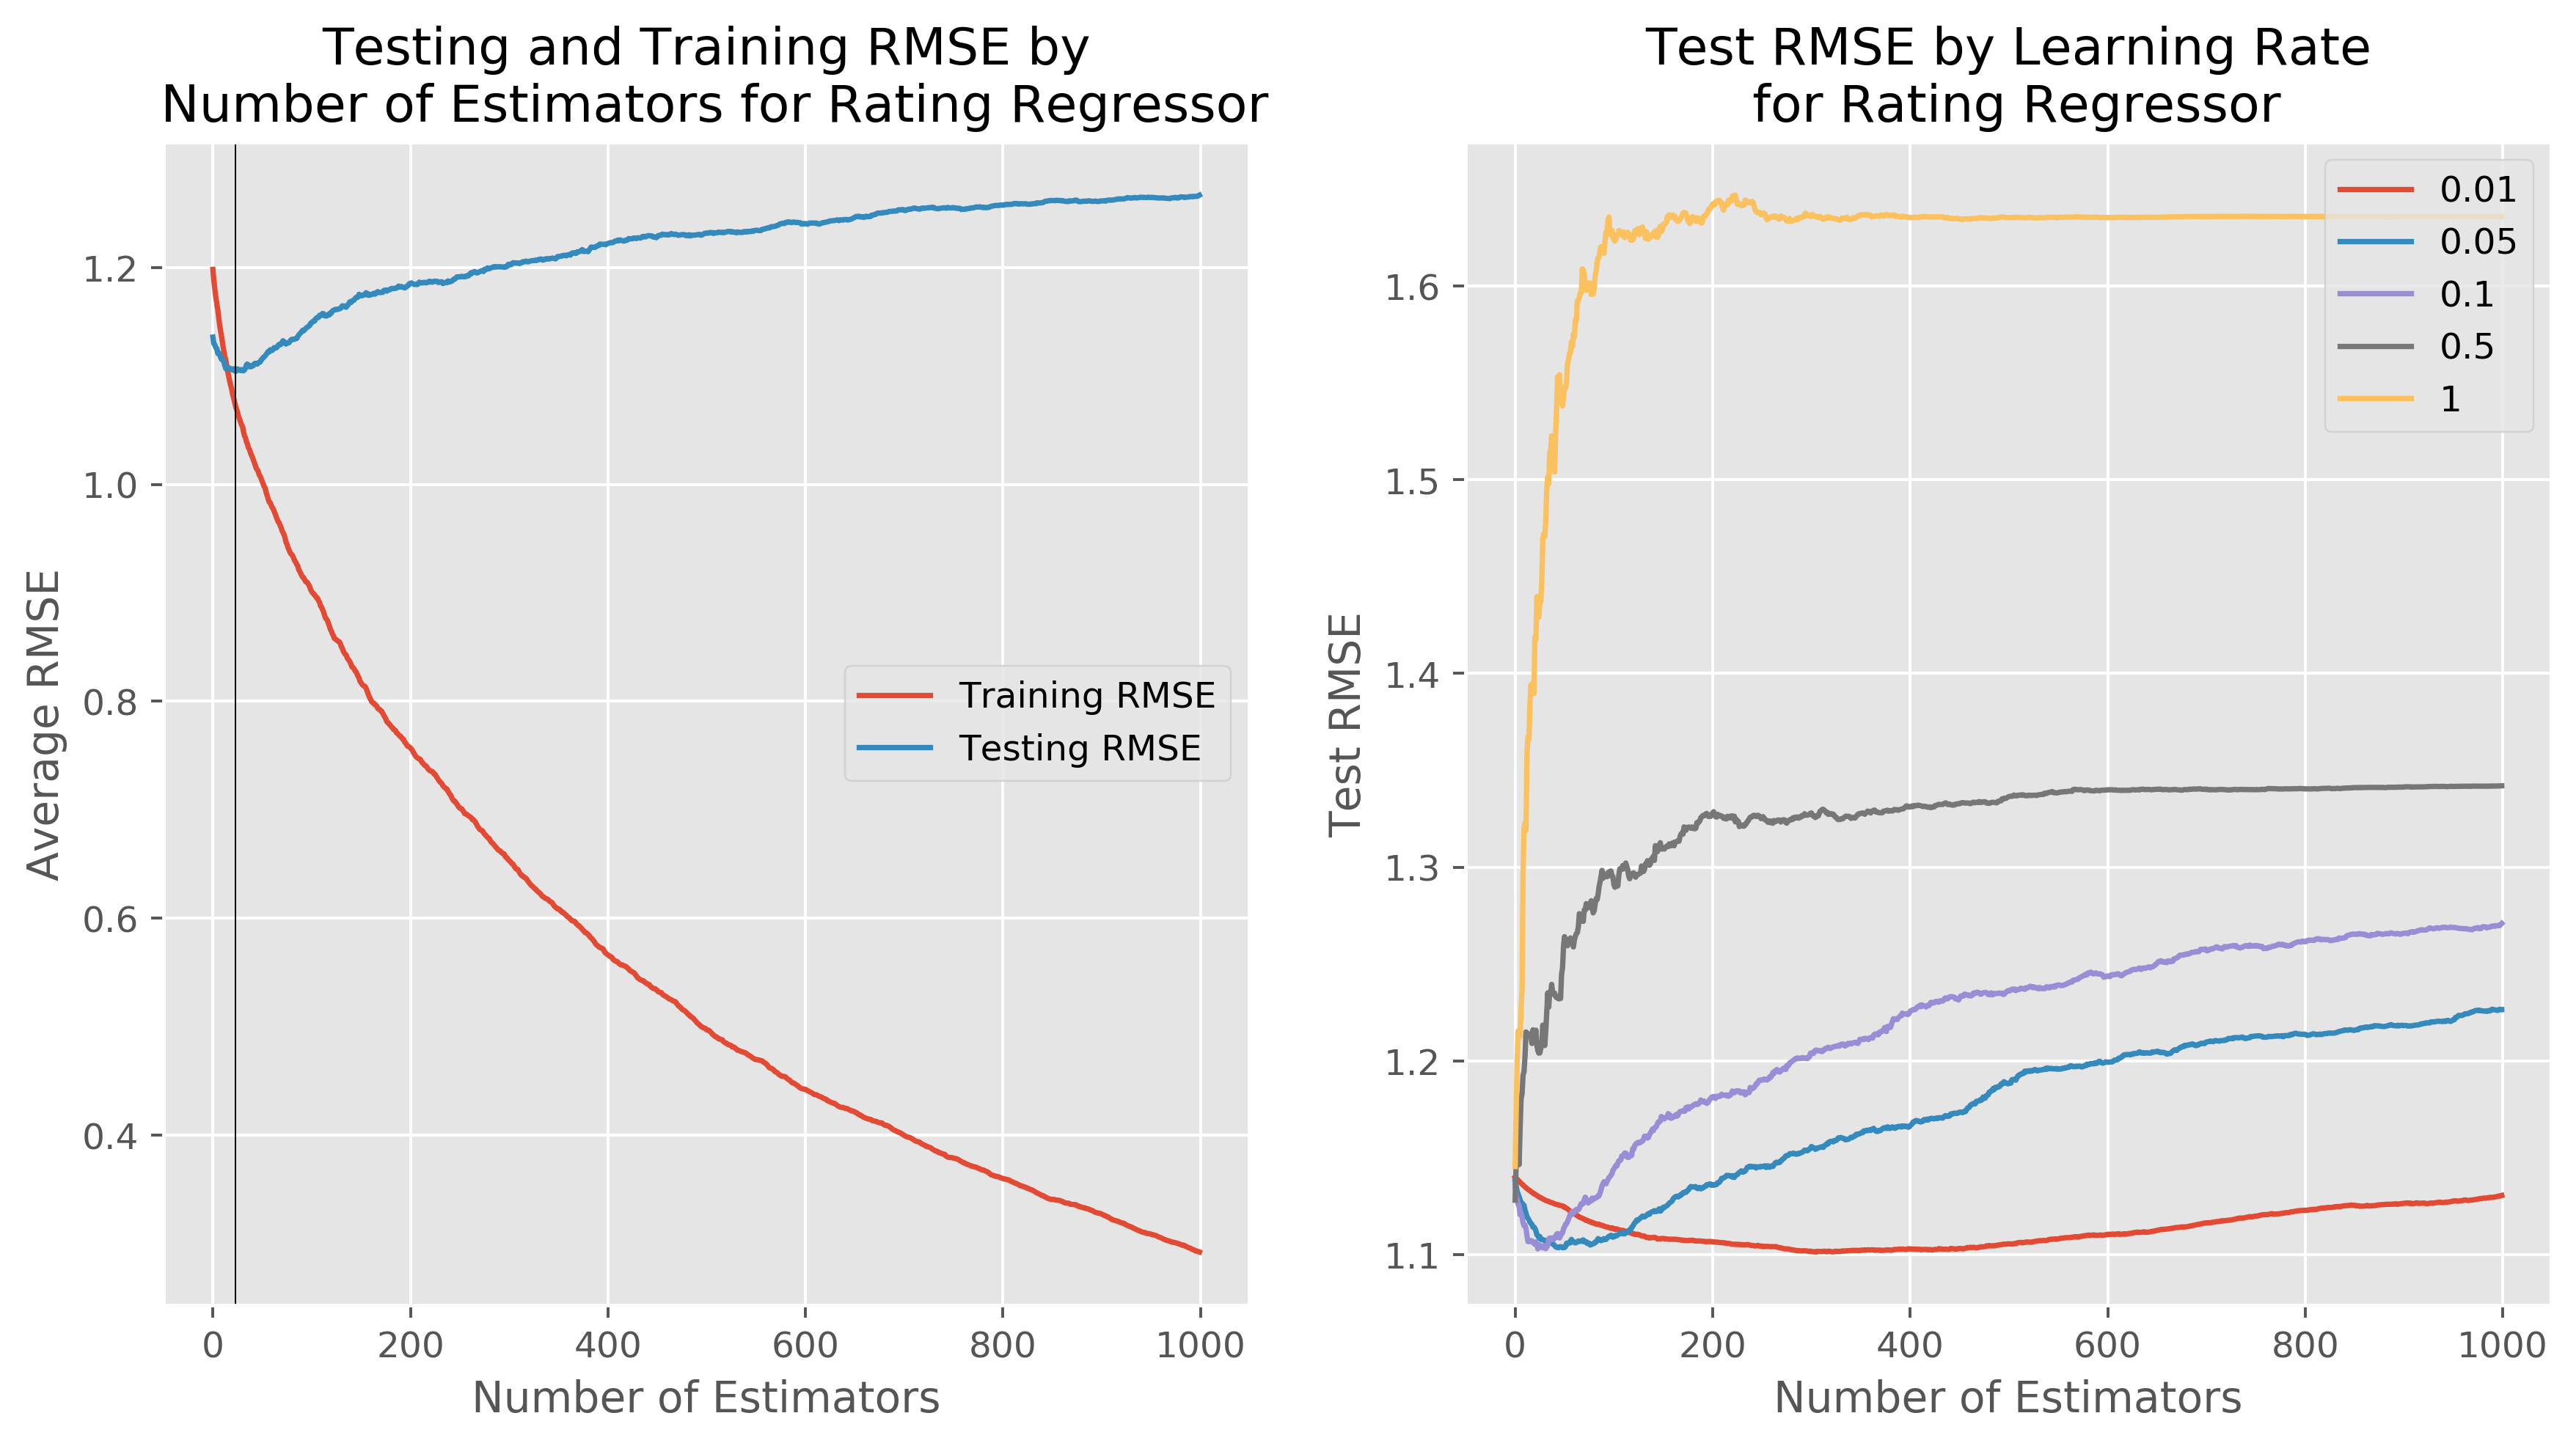 Testing and Training RMSE by
Number of Estimators for Rating Regressor
1.2
1.0
0.8
0.6
0.4
Average RMSE
Training RMSE
Testing RMSE
0 200 400 600 800 1000
Number of Estimators
Test RMSE by Learning Rate
for Rating Regressor
1.6
1.5
1.4
1.3
1.2
1.1
Test RMSE
0.01
0.05
0.1
0.5
1
0 200 400 600 800 1000
Number of Estimators